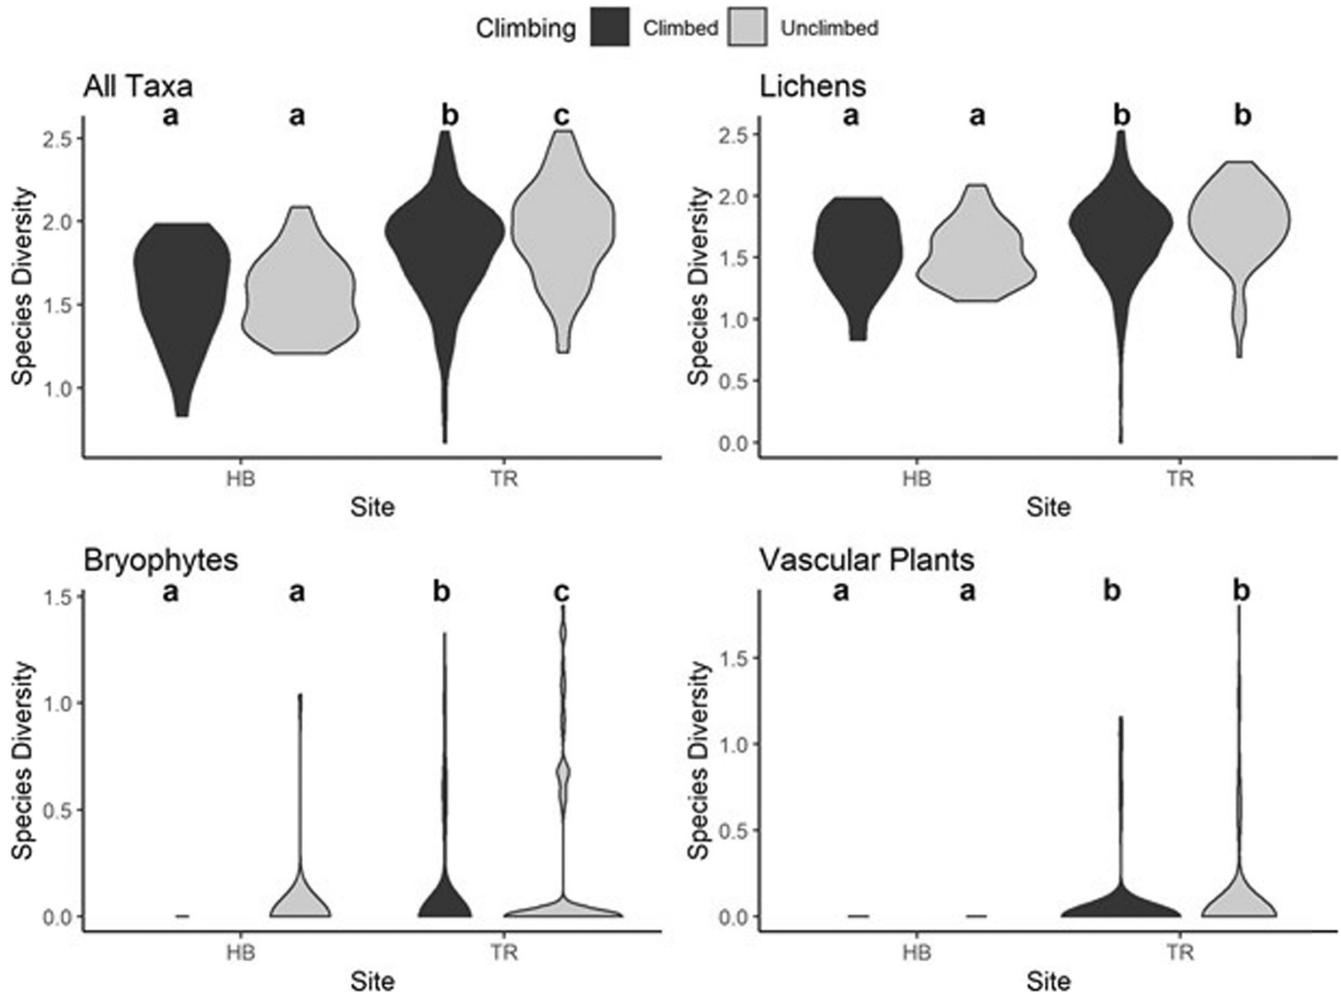 Climbing Climbed Unclimbed
All Taxa
a a b c
2.5
2.0
1.5
1.0
Species Diversity
HB TR
Site
Lichens
a a b b
2.5
2.0
1.5
1.0
0.5
0.0
Species Diversity
HB TR
Site
Bryophytes
a a b c
1.5
1.0
0.5
0.0
Species Diversity
HB TR
Site
Vascular Plants
a a b b
1.5
1.0
0.5
0.0
Species Diversity
HB TR
Site